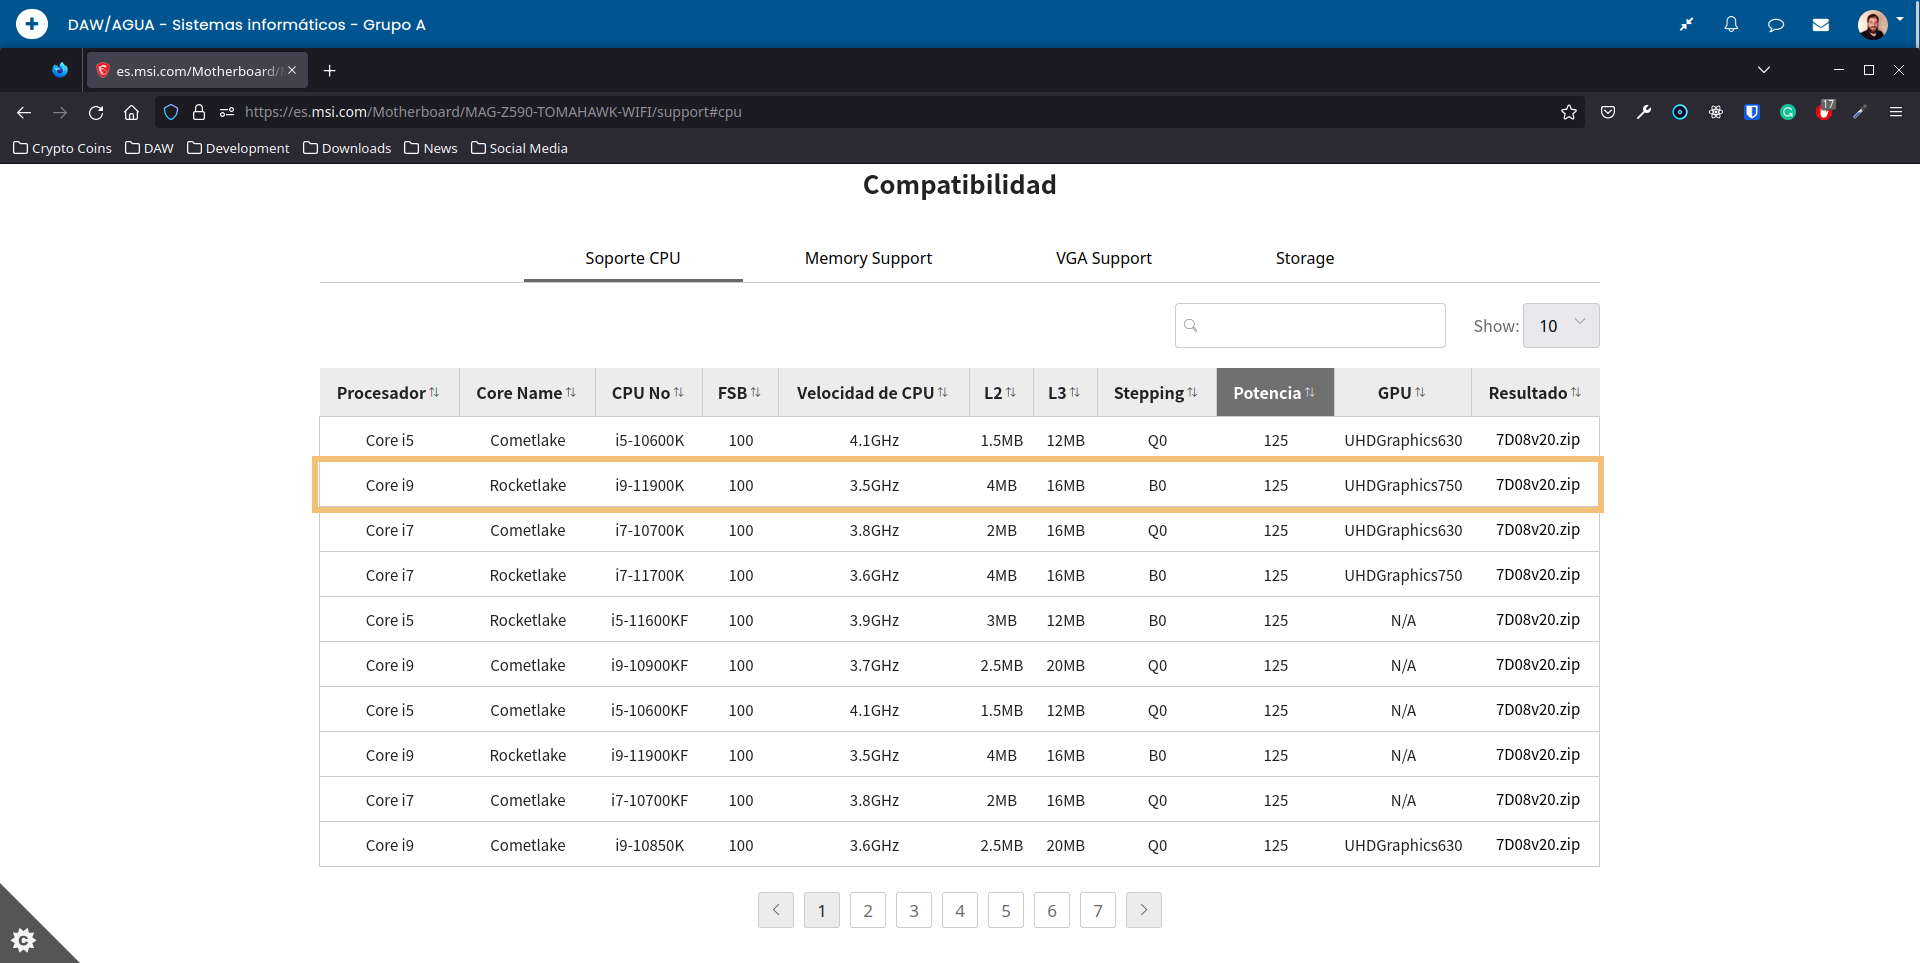 DAW/AGUA - Sistemas informáticos - Grupo A
es.msi.com/Motherboard/
https://es.msi.com/Motherboard/MAG-Z590-TOMAHAWK-WIFI/support#cpu
17
Crypto Coins DAW Development Downloads News Social Media
Compatibilidad
Soporte CPU Memory Support VGA Support Storage
Show: 10
Procesador Core Name CPU No FSB Velocidad de CPU L2 L3 Stepping Potencia GPU Resultado
Core i5 Cometlake i5-10600K 100 4.1GHz 1.5MB 12MB Q0 125 UHDGraphics630 7D08v20.zip
Core i9 Rocketlake i9-11900K 100 3.5GHz 4MB 16MB B0 125 UHDGraphics750 7D08v20.zip
Core i7 Cometlake i7-10700K 100 3.8GHz 2MB 16MB Q0 125 UHDGraphics630 7D08v20.zip
Core i7 Rocketlake i7-11700K 100 3.6GHz 4MB 16MB B0 125 UHDGraphics750 7D08v20.zip
Core i5 Rocketlake i5-11600KF 100 3.9GHz 3MB 12MB B0 125 N/A 7D08v20.zip
Core i9 Cometlake i9-10900KF 100 3.7GHz 2.5MB 20MB Q0 125 N/A 7D08v20.zip
Core i5 Cometlake i5-10600KF 100 4.1GHz 1.5MB 12MB Q0 125 N/A 7D08v20.zip
Core i9 Rocketlake i9-11900KF 100 3.5GHz 4MB 16MB B0 125 N/A 7D08v20.zip
Core i7 Cometlake i7-10700KF 100 3.8GHz 2MB 16MB Q0 125 N/A 7D08v20.zip
Core i9 Cometlake i9-10850K 100 3.6GHz 2.5MB 20MB Q0 125 UHDGraphics630 7D08v20.zip
1 2 3 4 5 6 7